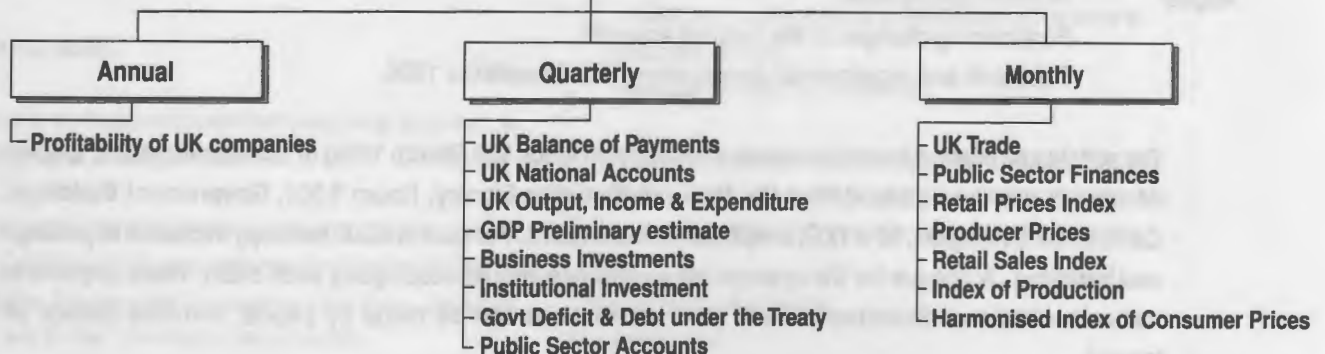 Annual
Profitability of UK companies
Quarterly
UK Balance of Payments
UK National Accounts
UK Output, Income & Expenditure
GDP Preliminary estimate
Business Investments
Institutional Investment
Govt Deficit & Debt under the Treaty
Public Sector Accounts
Monthly
UK Trade
Public Sector Finances
Retail Prices Index
Producer Prices
Retail Sales Index
Index of Production
Harmonised Index of Consumer Prices